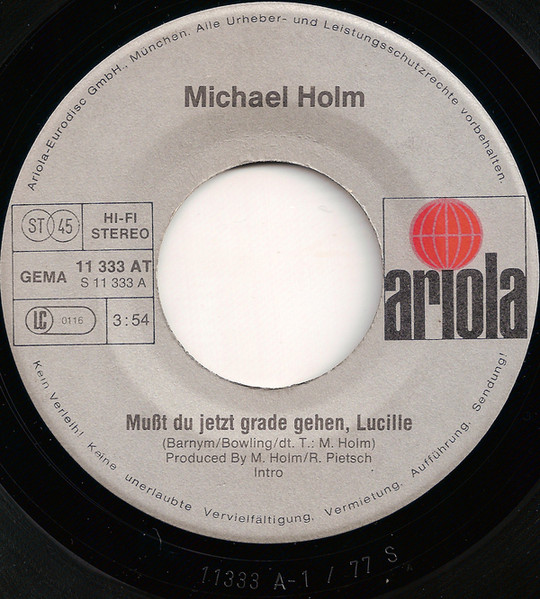 Ariola-Eurodisc GmbH., München. Alle Urheber- und Leistungsschutzrechte vorbehalten.
Michael Holm
ST 45
HI-FI
STEREO
GEMA
11 333 AT
S 11 333 A
LC 0116
3:54
ariola
Mußt du jetzt grade gehen, Lucille
(Barnym/Bowling/dt. T.: M. Holm)
Produced By M. Holm/R. Pietsch
Intro
Kein Verleih! Keine unerlaubte Vervielfältigung, Vermietung, Aufführung, Sendung!
11333 A-1 / 77 S